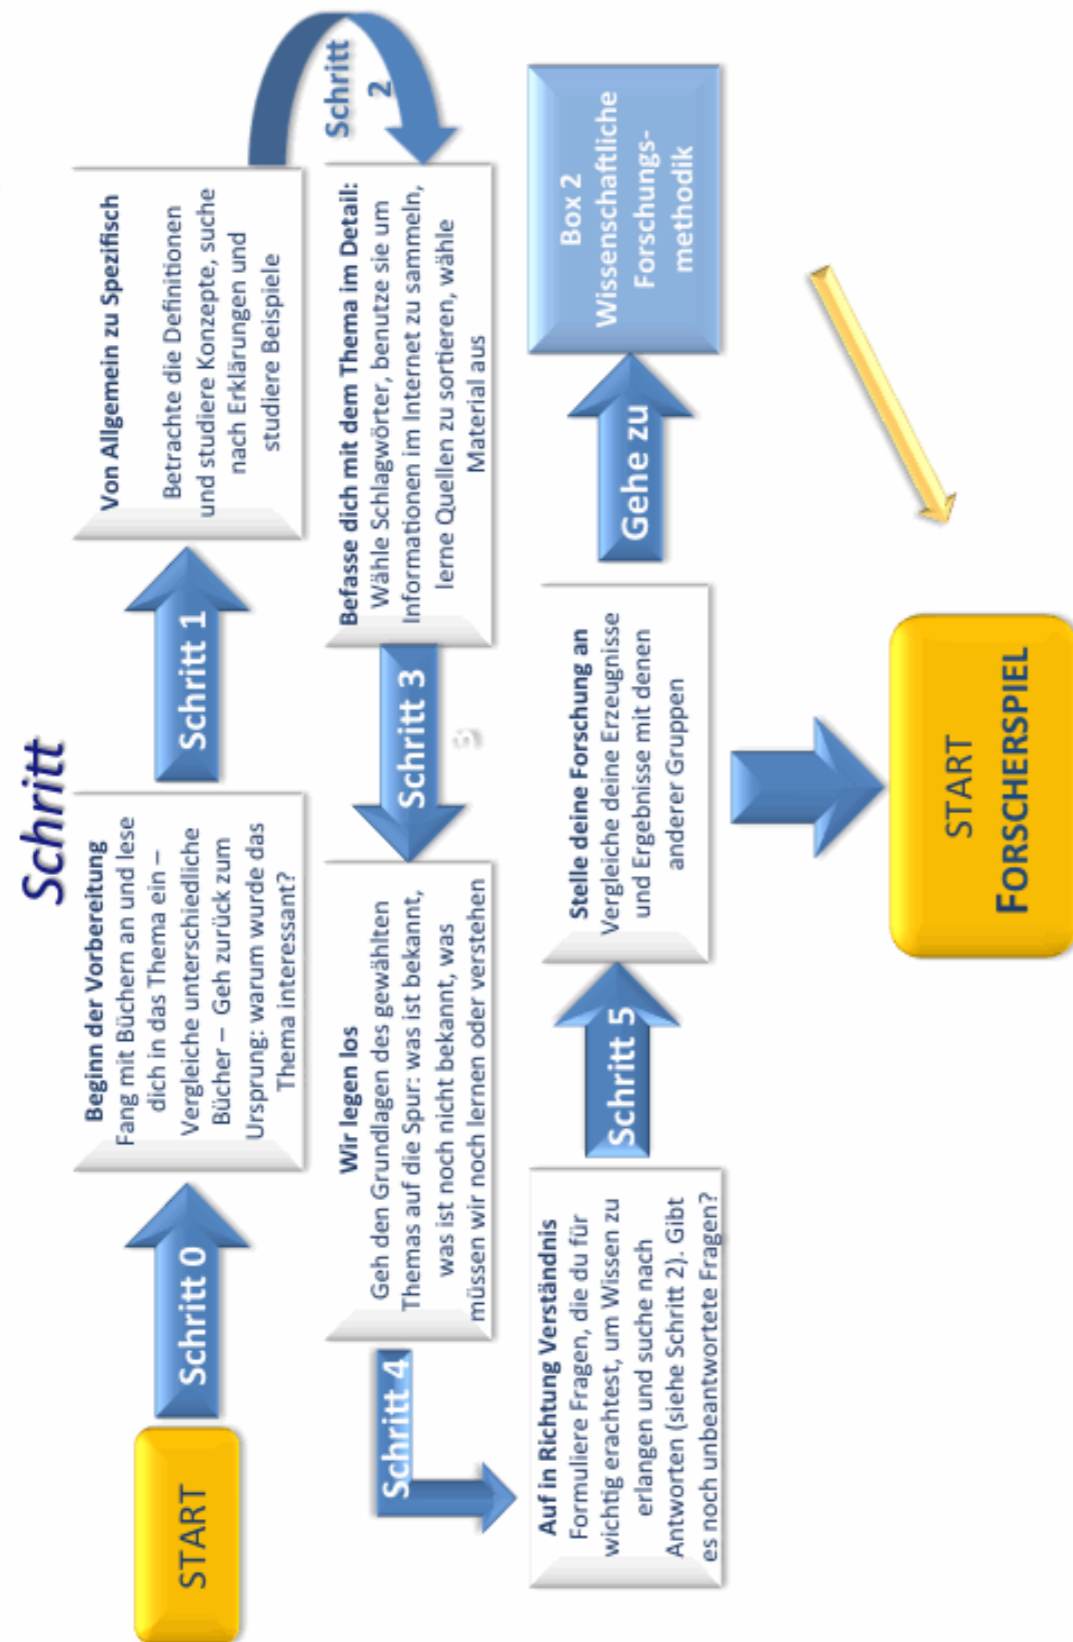 Schritt
START
Schritt 0
Beginn der Vorbereitung
Fang mit Büchern an und lese
dich in das Thema ein –
Vergleiche unterschiedliche
Bücher – Geh zurück zum
Ursprung: warum wurde das
Thema interessant?
Schritt 1
Von Allgemein zu Spezifisch
Betrachte die Definitionen
und studiere Konzepte, suche
nach Erklärungen und
studiere Beispiele
Schritt
2
Befasse dich mit dem Thema im Detail:
Wähle Schlagwörter, benutze sie um
Informationen im Internet zu sammeln,
lerne Quellen zu sortieren, wähle
Material aus
Schritt 3
Wir legen los
Geh den Grundlagen des gewählten
Themas auf die Spur: was ist bekannt,
was ist noch nicht bekannt, was
müssen wir noch lernen oder verstehen
Schritt 4
Auf in Richtung Verständnis
Formuliere Fragen, die du für
wichtig erachtest, um Wissen zu
erlangen und suche nach
Antworten (siehe Schritt 2). Gibt
es noch unbeantwortete Fragen?
Schritt 5
Stelle deine Forschung an
Vergleiche deine Erzeugnisse
und Ergebnisse mit denen
anderer Gruppen
Gehe zu
Box 2
Wissenschaftliche
Forschungs-
methodik
START
FORSCHERSPIEL